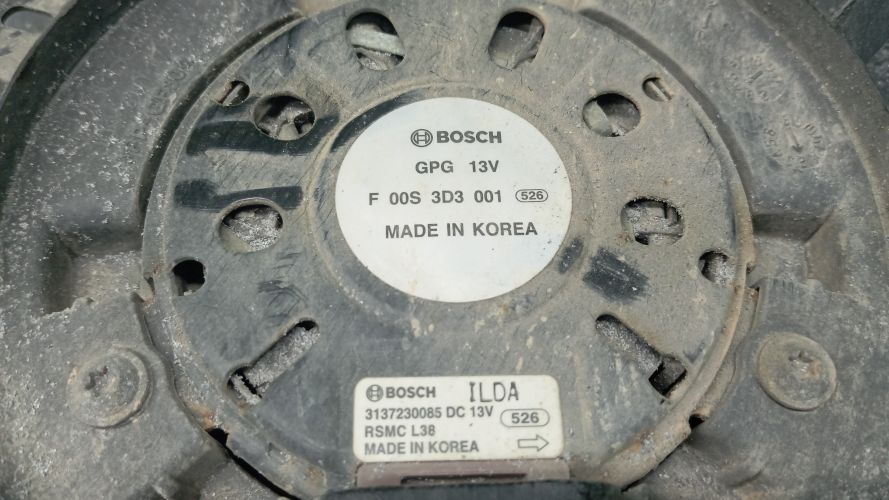 BOSCH
GPG 13V
F 00S 3D3 001 526
MADE IN KOREA
BOSCH ILDA
3137230085 DC 13V
RSMC L38 526
MADE IN KOREA